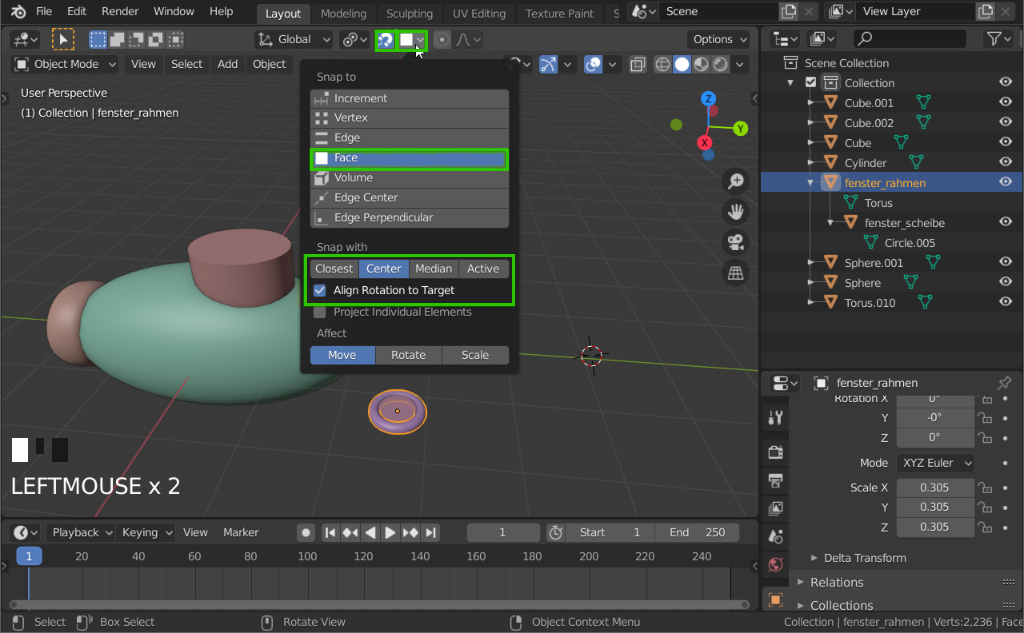 File Edit Render Window Help Layout Modeling Sculpting UV Editing Texture Paint S Scene View Layer
Global Options
Object Mode View Select Add Object
User Perspective
(1) Collection | fenster_rahmen
Snap to
Increment
Vertex
Edge
Face
Volume
Edge Center
Edge Perpendicular
Snap with
Closest Center Median Active
Align Rotation to Target
Project Individual Elements
Affect
Move Rotate Scale
Z
Y
X
LEFTMOUSE x 2
Scene Collection
Collection
Cube.001
Cube.002
Cube
Cylinder
fenster_rahmen
Torus
fenster_scheibe
Circle.005
Sphere.001
Sphere
Torus.010
fenster_rahmen
Rotation X 0°
Y -0°
Z 0°
Mode XYZ Euler
Scale X 0.305
Y 0.305
Z 0.305
Delta Transform
Relations
Collections
Playback Keying View Marker 1 Start 1 End 250
1 20 40 60 80 100 120 140 160 180 200 220 240
Select Box Select Rotate View Object Context Menu Collection | fenster_rahmen | Verts:2,236 | Face